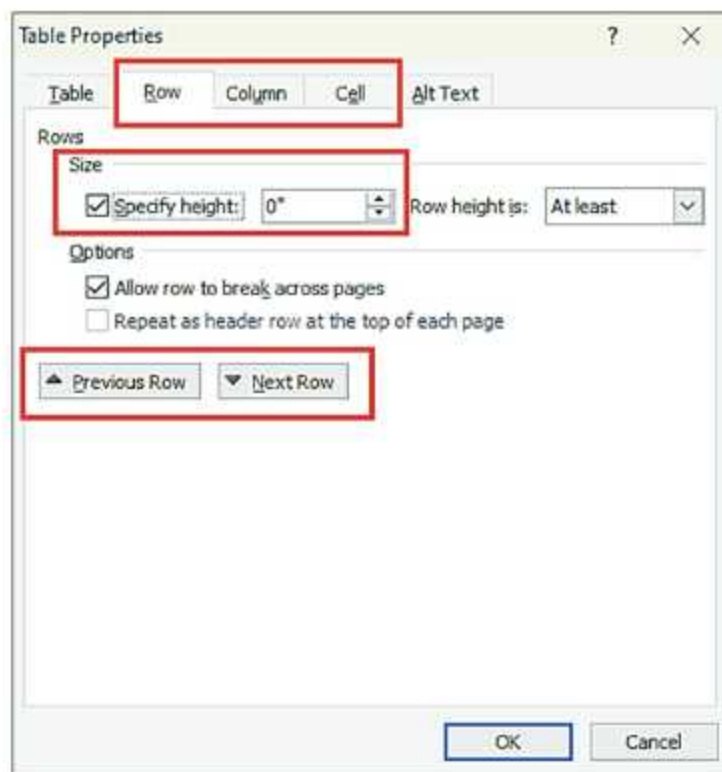 Table Properties ? ×
Table Row Column Cell Alt Text
Rows
Size
Specify height: 0" Row height is: At least
Options
Allow row to break across pages
Repeat as header row at the top of each page
Previous Row Next Row
OK Cancel